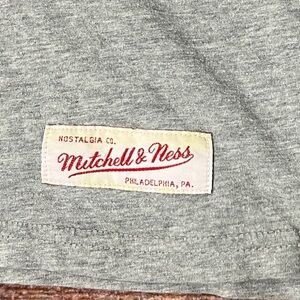 NOSTALGIA CO.
Mitchell & Ness
PHILADELPHIA, PA.